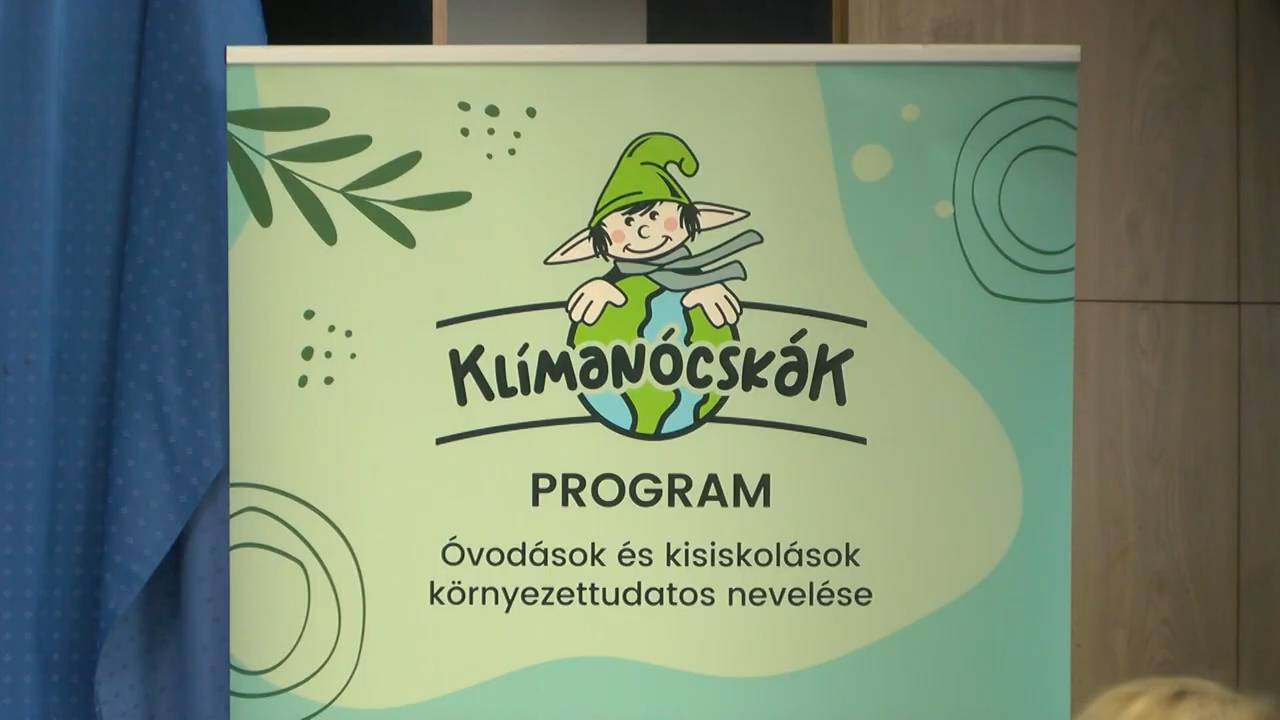 Klímanócskák
PROGRAM
Óvodások és kisiskolások
környezettudatos nevelése